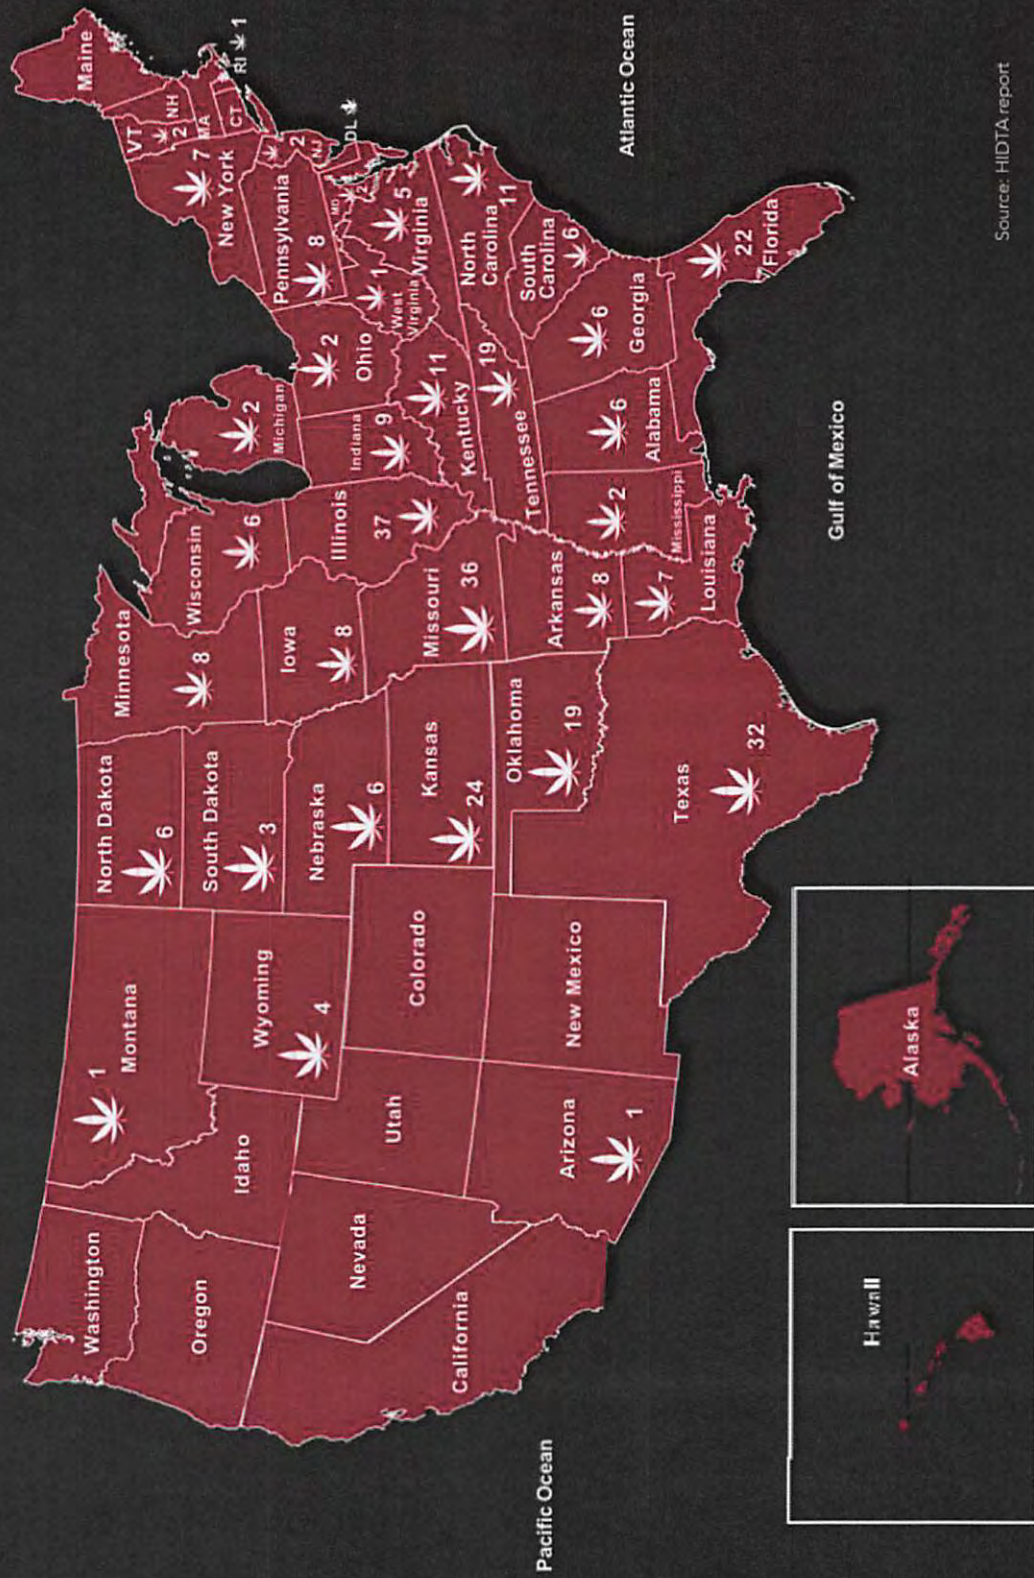 Washington
Oregon
California
Nevada
Idaho
Montana
1
Wyoming
4
Utah
Colorado
Arizona
1
New Mexico
North Dakota
6
South Dakota
3
Nebraska
6
Kansas
24
Oklahoma
19
Texas
32
Minnesota
8
Iowa
8
Missouri
36
Arkansas
8
Louisiana
7
Wisconsin
6
Illinois
37
Michigan
2
Indiana
9
Ohio
2
Kentucky
11
Tennessee
19
Mississippi
2
Alabama
6
Georgia
6
Florida
22
South
Carolina
6
North
Carolina
11
Virginia
5
West
Virginia
1
Pennsylvania
8
New York
7
VT
2
NH
MA
CT
RI 1
Maine
NJ
2
MD
2
DL
Pacific Ocean
Atlantic Ocean
Gulf of Mexico
Hawaii
Alaska
Source: HIDTA report